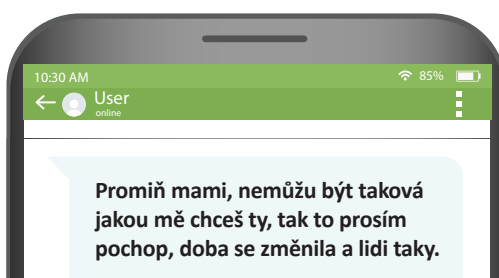 10:30 AM 85%
User
online
Promiň mami, nemůžu být taková
jakou mě chceš ty, tak to prosím
pochop, doba se změnila a lidi taky.